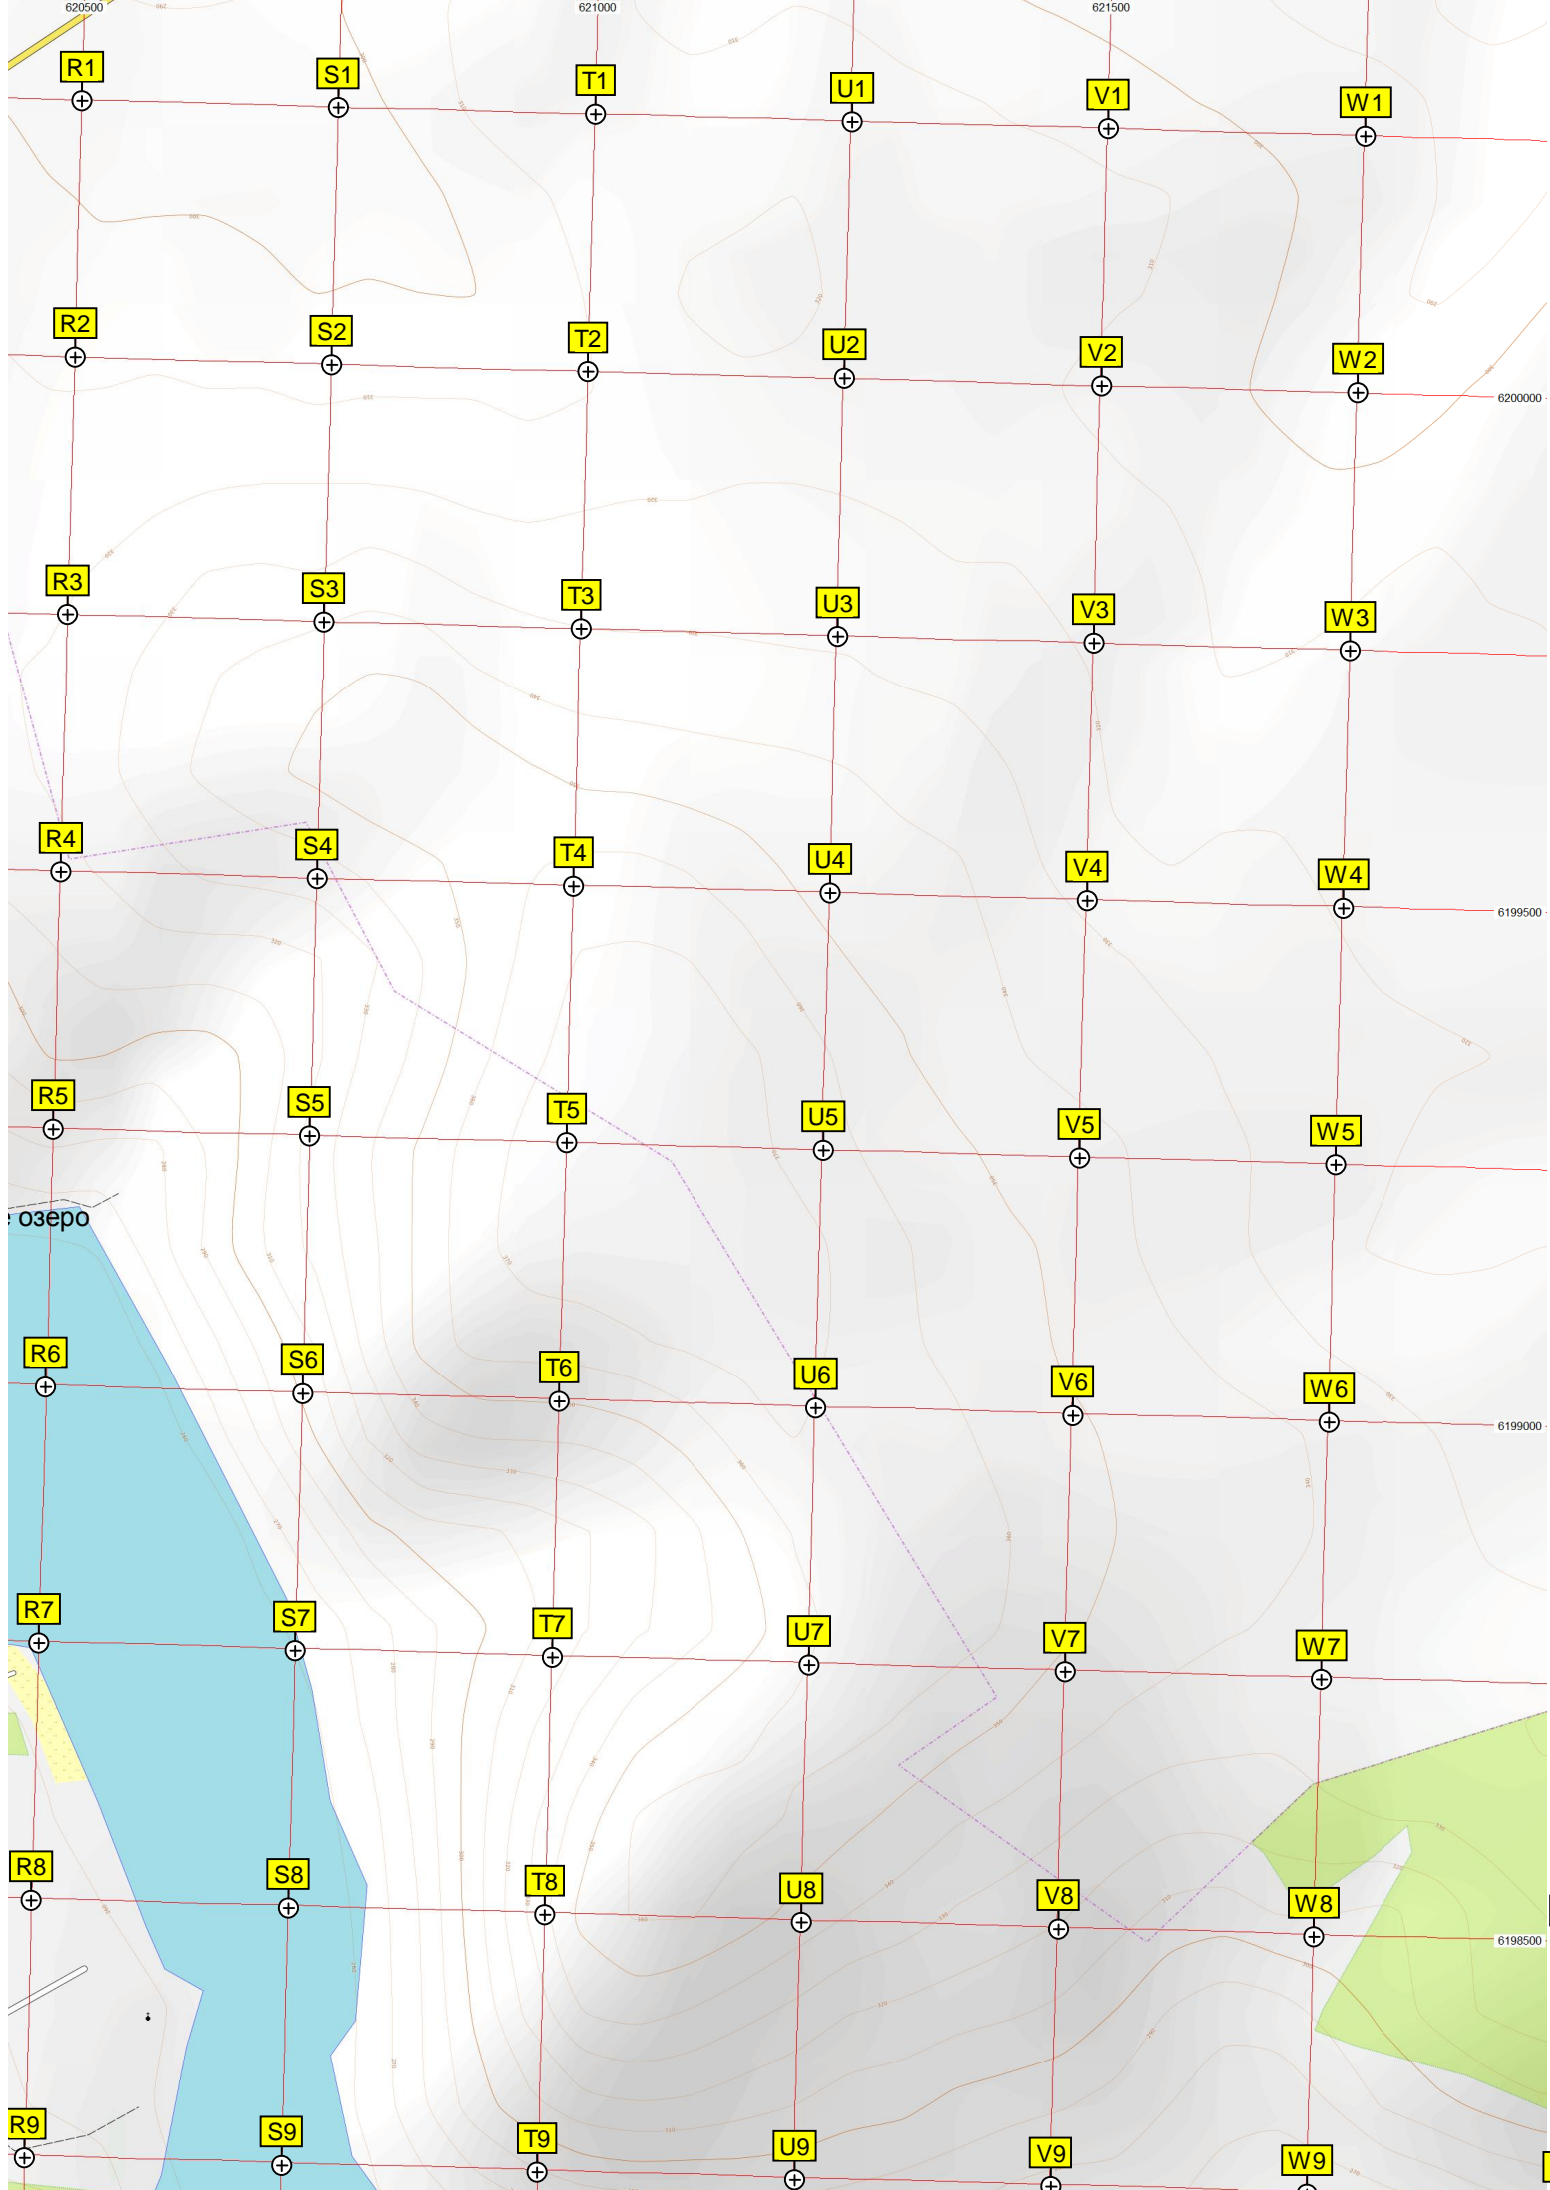 620500 621000 621500
R1 S1 T1 U1 V1 W1
R2 S2 T2 U2 V2 W2
6200000
R3 S3 T3 U3 V3 W3
R4 S4 T4 U4 V4 W4
6199500
R5 S5 T5 U5 V5 W5
е озеро
R6 S6 T6 U6 V6 W6
6199000
R7 S7 T7 U7 V7 W7
R8 S8 T8 U8 V8 W8
6198500
R9 S9 T9 U9 V9 W9